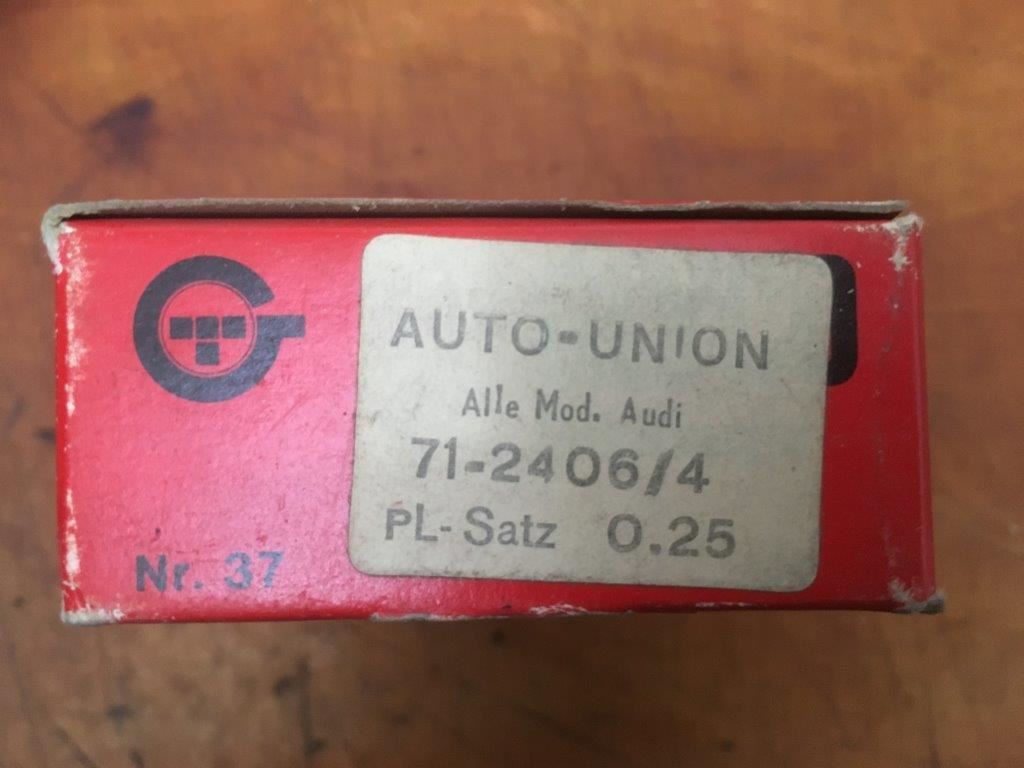 AUTO-UNION
Alle Mod. Audi
71-2406/4
PL-Satz 0.25
Nr. 37